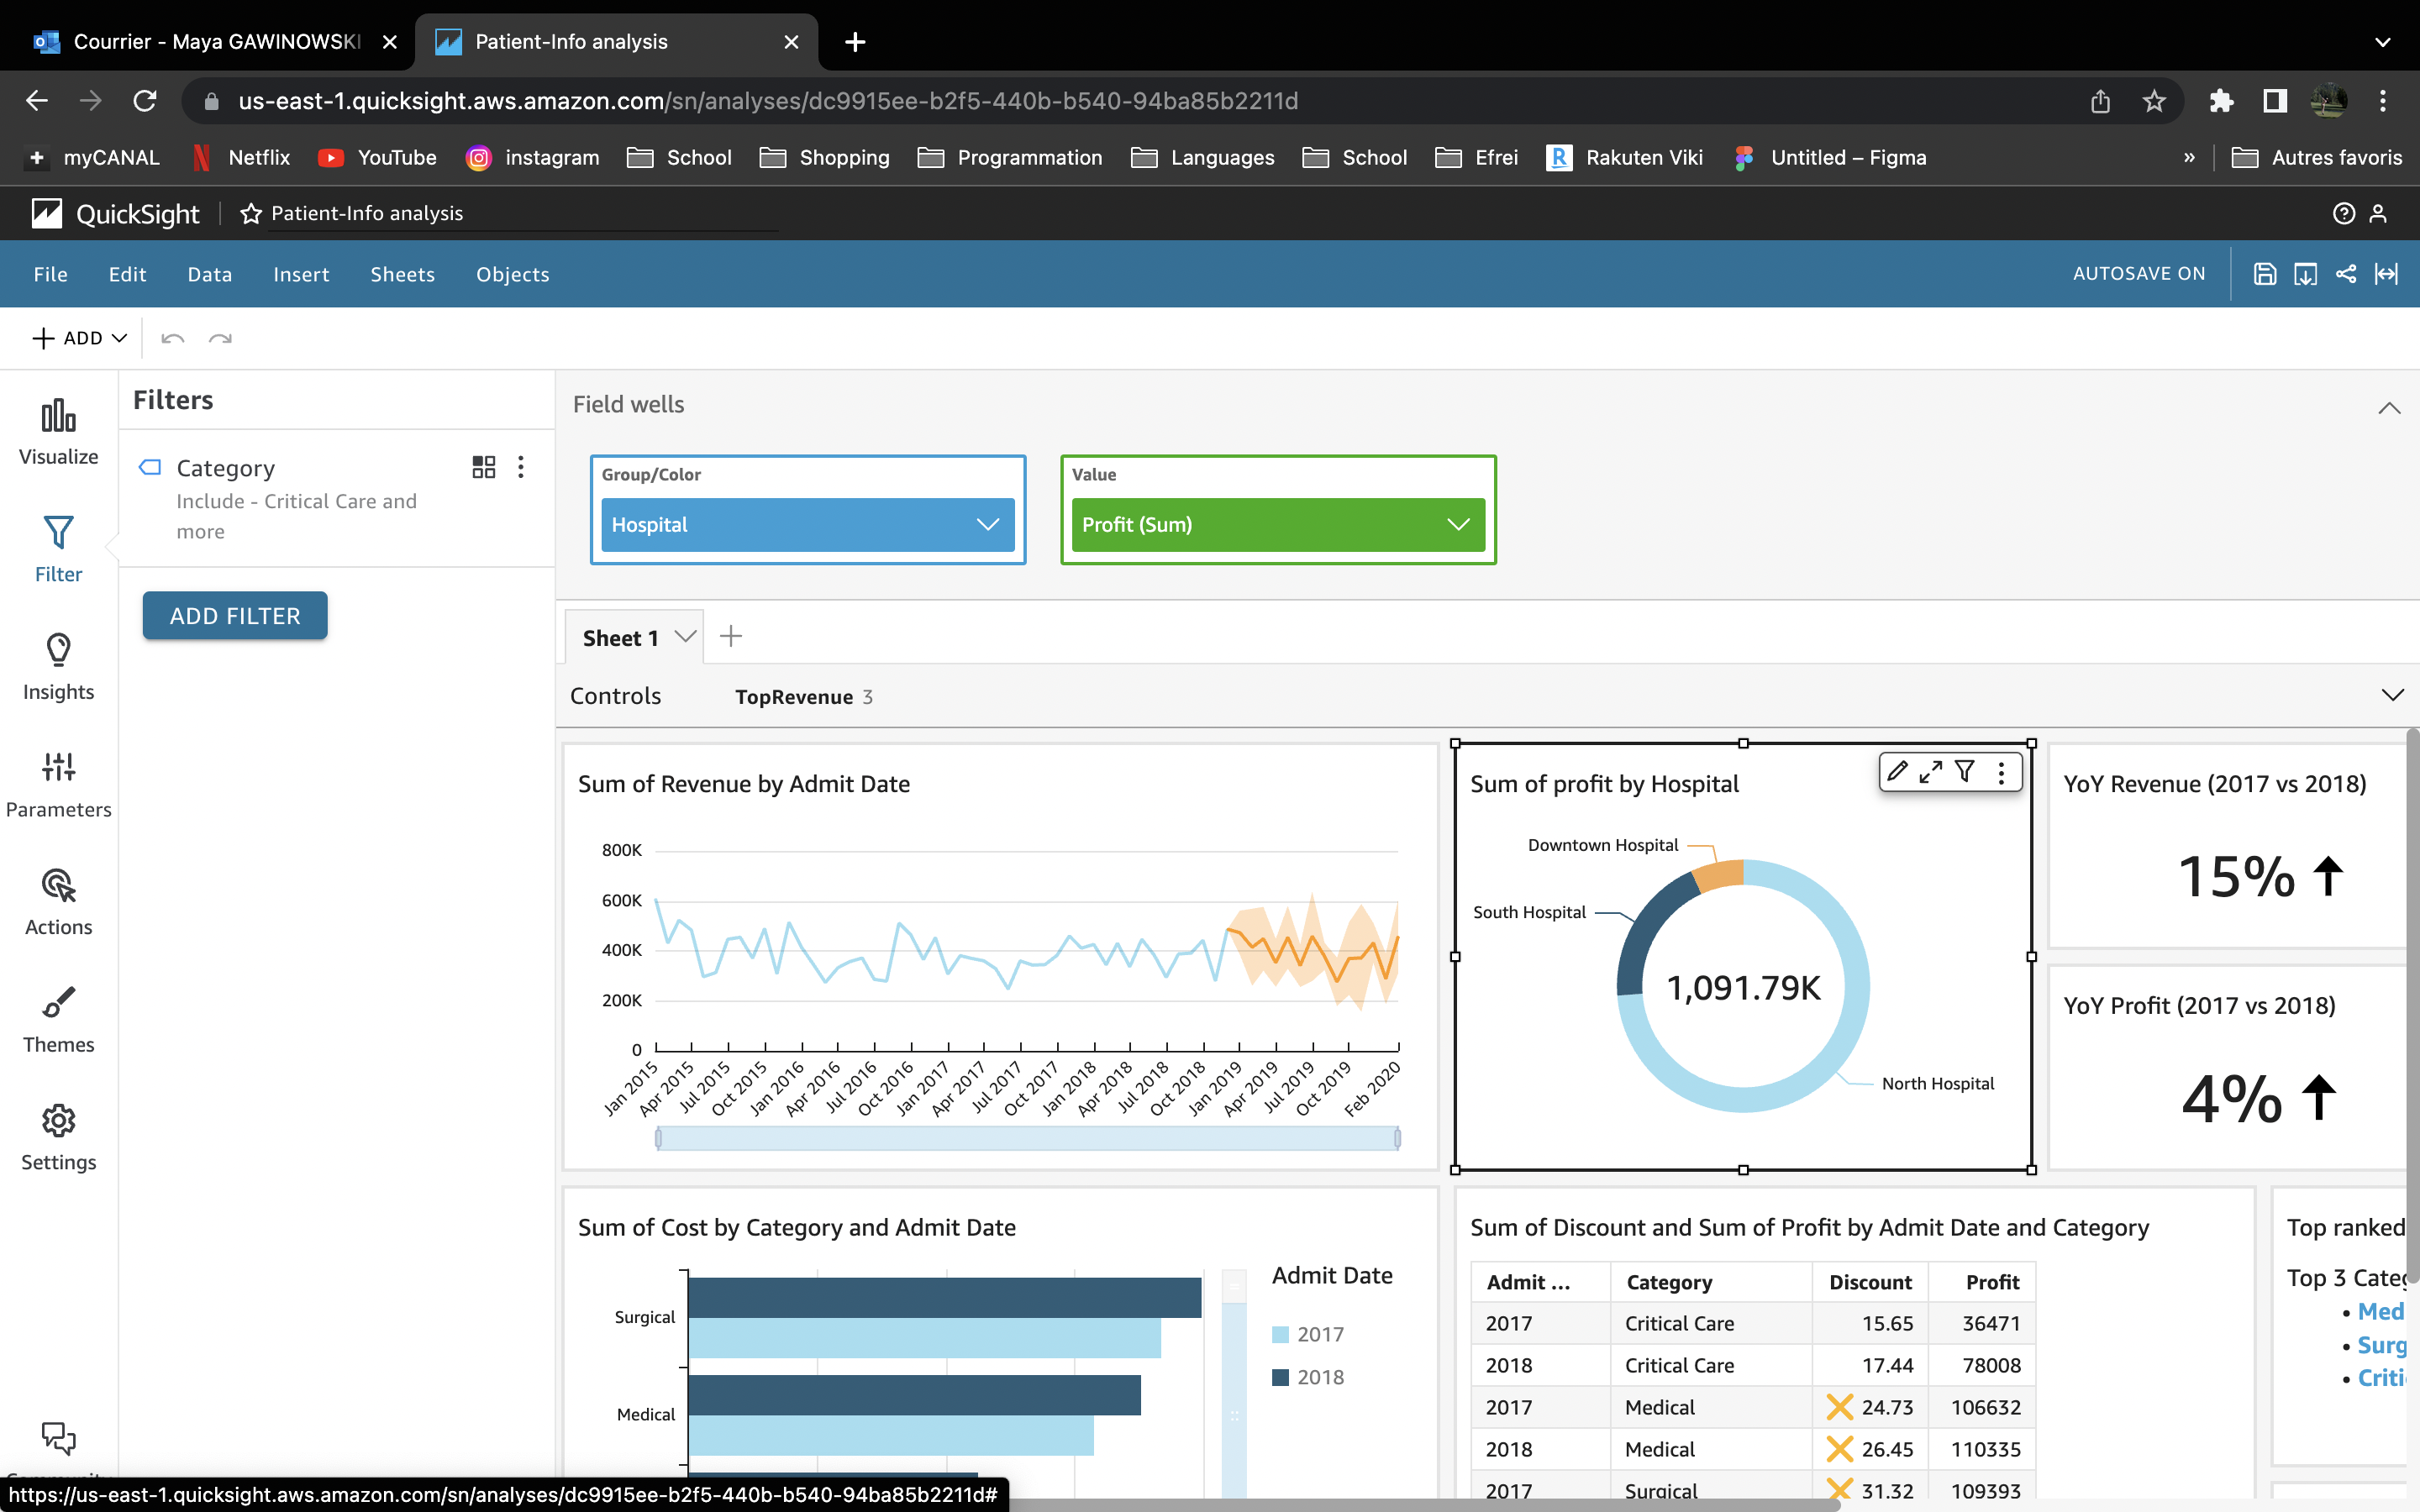 Courrier - Maya GAWINOWSKI
Patient-Info analysis
us-east-1.quicksight.aws.amazon.com/sn/analyses/dc9915ee-b2f5-440b-b540-94ba85b2211d
myCANAL
Netflix
YouTube
instagram
School
Shopping
Programmation
Languages
School
Efrei
Rakuten Viki
Untitled – Figma
»
Autres favoris
QuickSight
Patient-Info analysis
File
Edit
Data
Insert
Sheets
Objects
AUTOSAVE ON
ADD
Visualize
Filter
Insights
Parameters
Actions
Themes
Settings
Filters
Category
Include - Critical Care and
more
ADD FILTER
Field wells
Group/Color
Hospital
Value
Profit (Sum)
Sheet 1
Controls
TopRevenue 3
Sum of Revenue by Admit Date
800K
600K
400K
200K
0
Jan 2015
Apr 2015
Jul 2015
Oct 2015
Jan 2016
Apr 2016
Jul 2016
Oct 2016
Jan 2017
Apr 2017
Jul 2017
Oct 2017
Jan 2018
Apr 2018
Jul 2018
Oct 2018
Jan 2019
Apr 2019
Jul 2019
Oct 2019
Feb 2020
Sum of profit by Hospital
Downtown Hospital
South Hospital
1,091.79K
North Hospital
YoY Revenue (2017 vs 2018)
15%
YoY Profit (2017 vs 2018)
4%
Sum of Cost by Category and Admit Date
Surgical
Medical
Admit Date
2017
2018
Sum of Discount and Sum of Profit by Admit Date and Category
Admit ... Category Discount Profit
2017 Critical Care 15.65 36471
2018 Critical Care 17.44 78008
2017 Medical 24.73 106632
2018 Medical 26.45 110335
2017 Surgical 31.32 109393
Top ranked
Top 3 Categ
• Med
• Surg
• Criti
https://us-east-1.quicksight.aws.amazon.com/sn/analyses/dc9915ee-b2f5-440b-b540-94ba85b2211d#